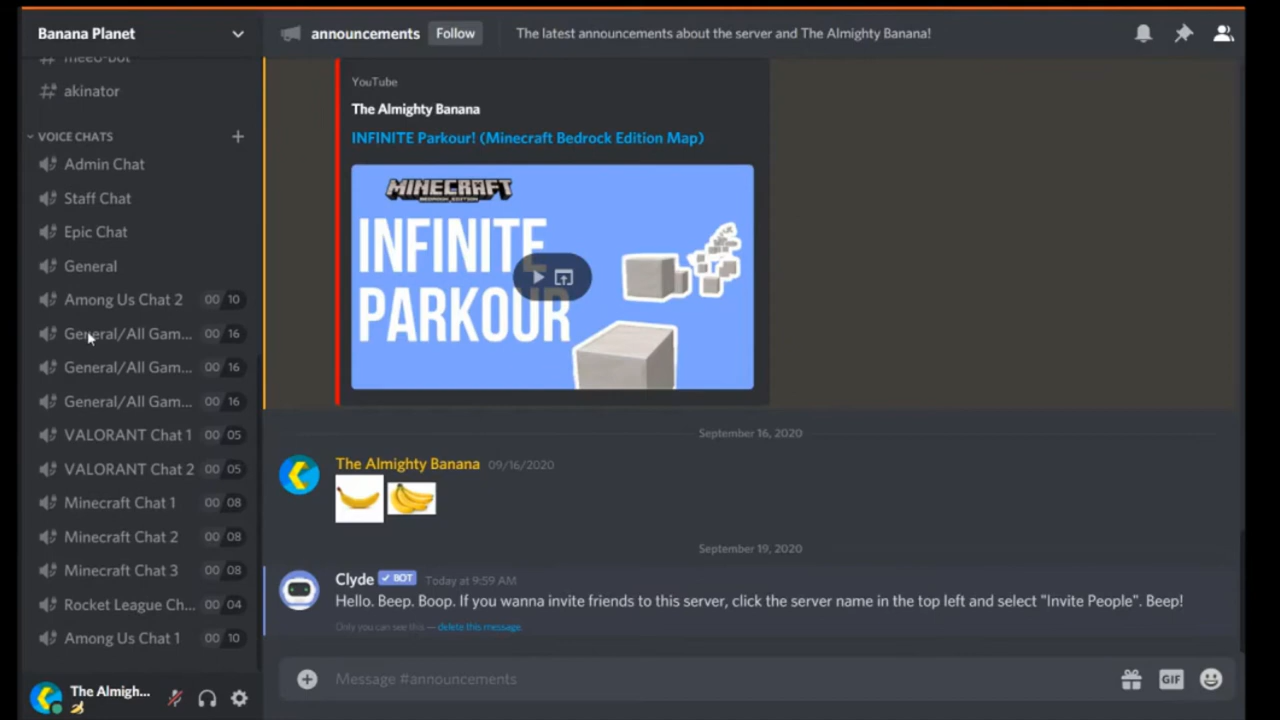 Banana Planet
# akinator
VOICE CHATS
Admin Chat
Staff Chat
Epic Chat
General
Among Us Chat 2 00 10
General/All Gam... 00 16
General/All Gam... 00 16
General/All Gam... 00 16
VALORANT Chat 1 00 05
VALORANT Chat 2 00 05
Minecraft Chat 1 00 08
Minecraft Chat 2 00 08
Minecraft Chat 3 00 08
Rocket League Ch... 00 04
Among Us Chat 1 00 10
The Almigh...
announcements Follow The latest announcements about the server and The Almighty Banana!
YouTube
The Almighty Banana
INFINITE Parkour! (Minecraft Bedrock Edition Map)
MINECRAFT
BEDROCK EDITION
INFINITE
PARKOUR
September 16, 2020
The Almighty Banana 09/16/2020
September 19, 2020
Clyde BOT Today at 9:59 AM
Hello. Beep. Boop. If you wanna invite friends to this server, click the server name in the top left and select "Invite People". Beep!
Only you can see this — delete this message.
Message #announcements
GIF